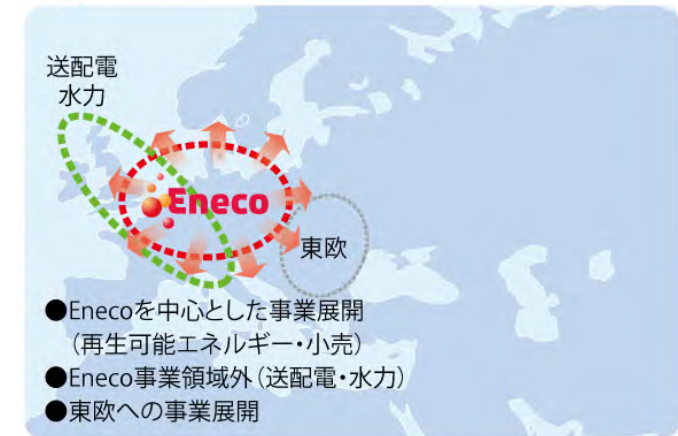 送配電
水力
Eneco
東欧
●Enecoを中心とした事業展開
（再生可能エネルギー・小売）
●Eneco事業領域外（送配電・水力）
●東欧への事業展開